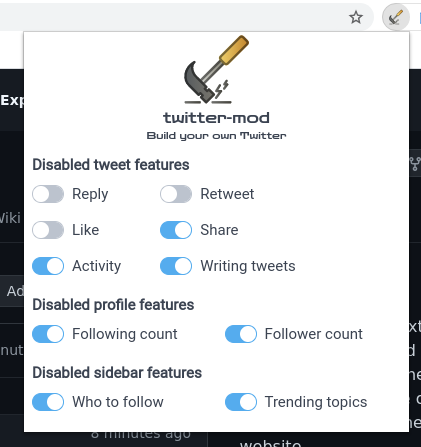 twitter-mod
Build your own Twitter
Exp
Disabled tweet features
Reply Retweet
Wiki
Like Share
Activity Writing tweets
Ad
Disabled profile features
Following count Follower count
Disabled sidebar features
Who to follow Trending topics
8 minutes ago
website